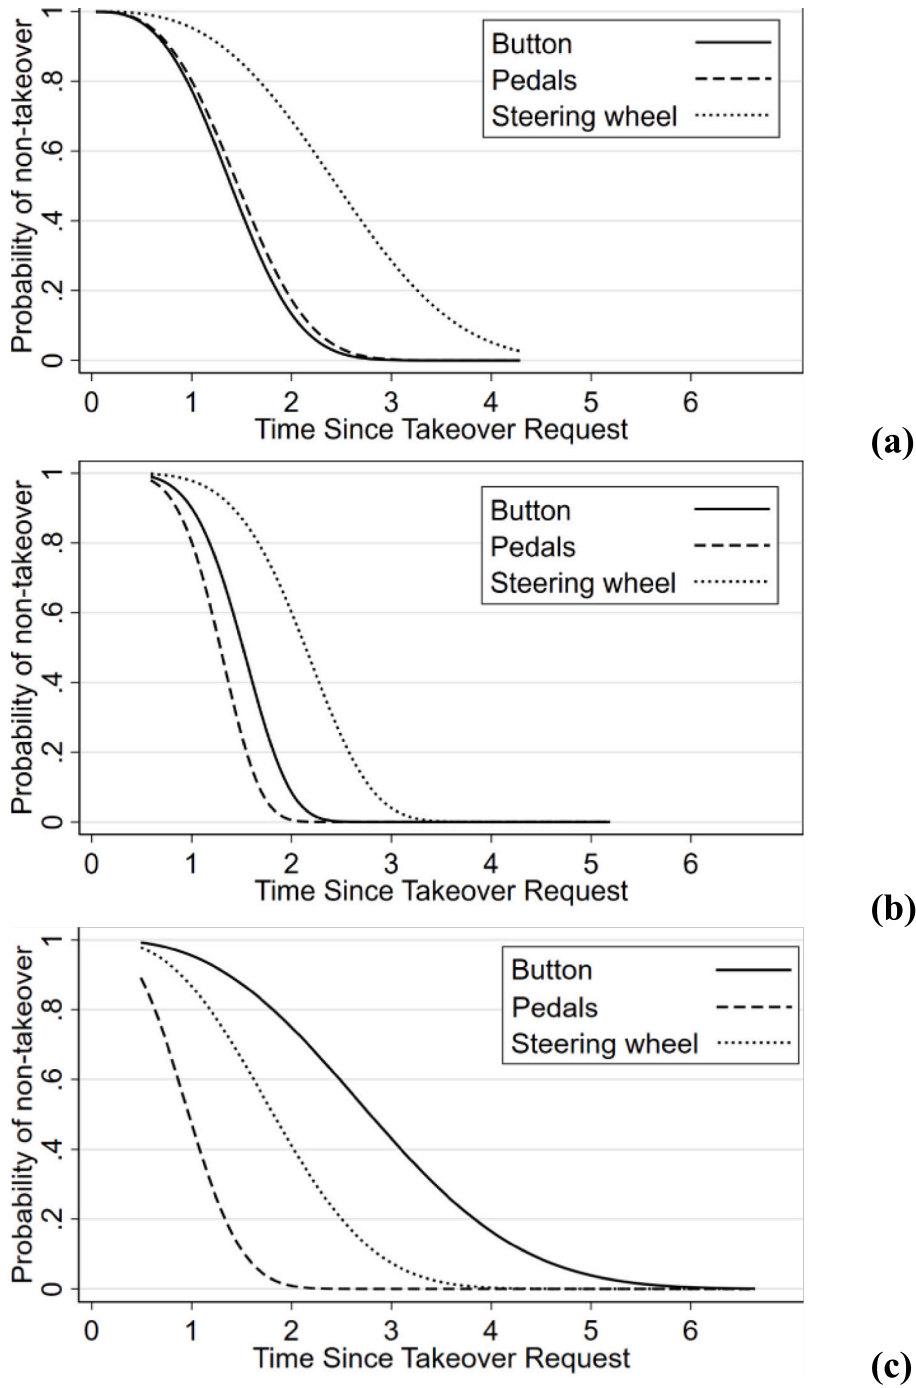 Probability of non-takeover
1
.8
.6
.4
.2
0
Button
Pedals
Steering wheel
0 1 2 3 4 5 6
Time Since Takeover Request
(a)
Probability of non-takeover
1
.8
.6
.4
.2
0
Button
Pedals
Steering wheel
0 1 2 3 4 5 6
Time Since Takeover Request
(b)
Probability of non-takeover
1
.8
.6
.4
.2
0
Button
Pedals
Steering wheel
0 1 2 3 4 5 6
Time Since Takeover Request
(c)